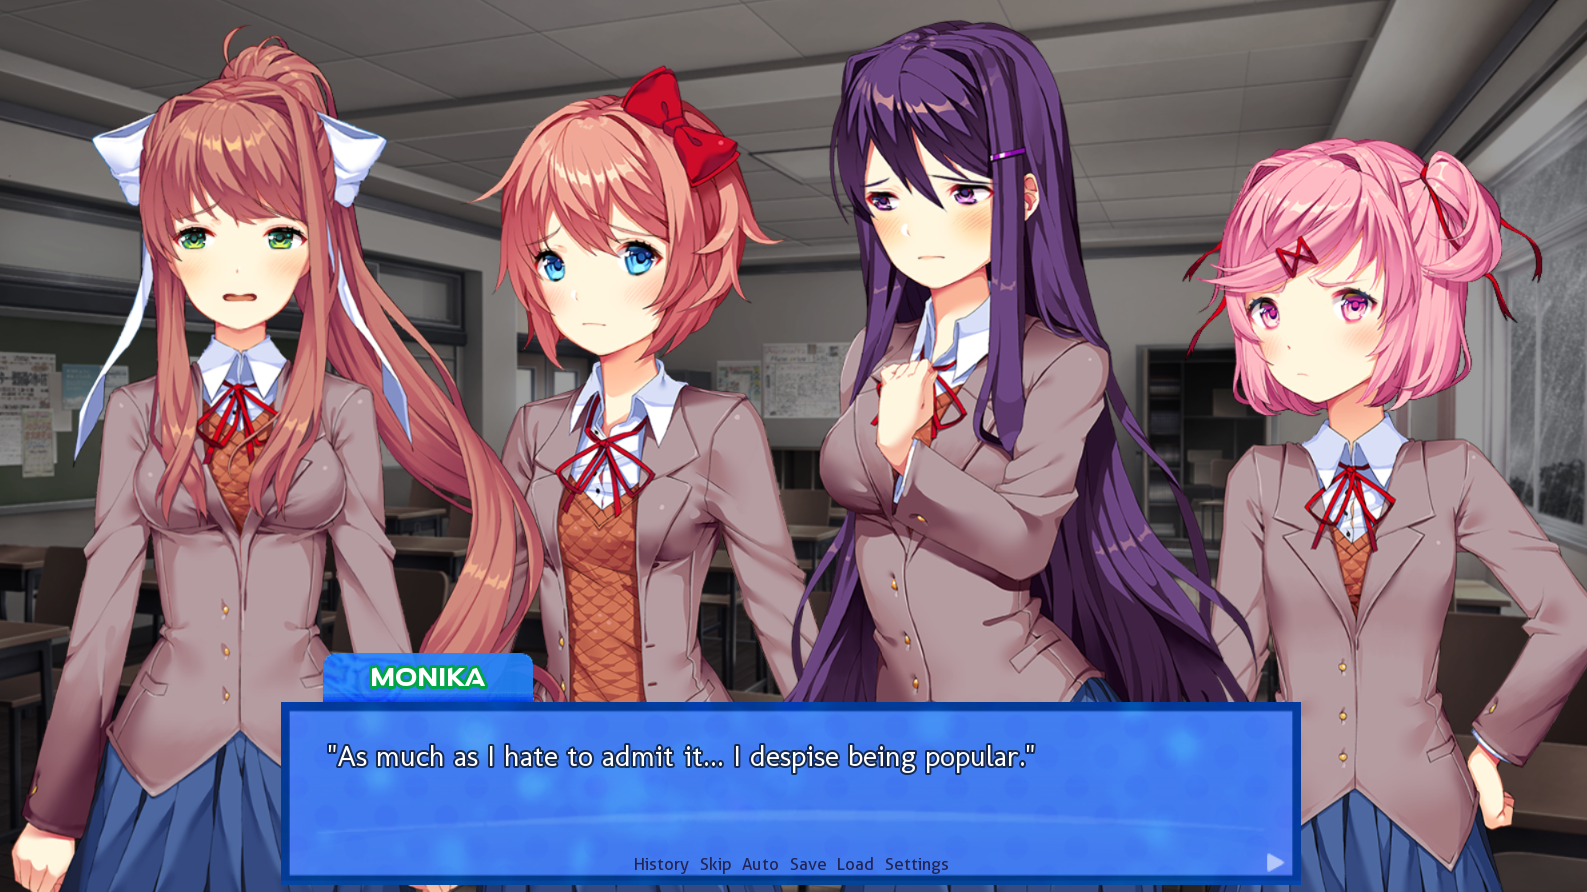 MONIKA
"As much as I hate to admit it... I despise being popular."
History Skip Auto Save Load Settings